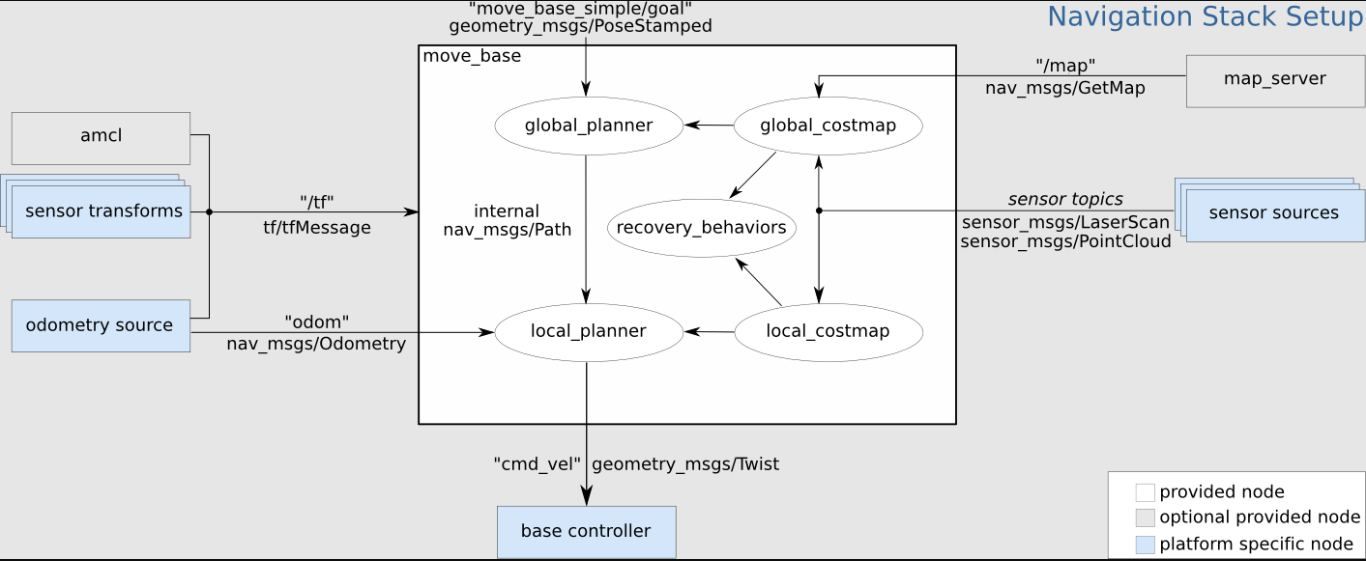 "move_base_simple/goal"
geometry_msgs/PoseStamped
Navigation Stack Setup
move_base
"/map"
nav_msgs/GetMap
map_server
global_planner
global_costmap
amcl
sensor transforms
"/tf"
tf/tfMessage
internal
nav_msgs/Path
recovery_behaviors
sensor topics
sensor_msgs/LaserScan
sensor_msgs/PointCloud
sensor sources
odometry source
"odom"
nav_msgs/Odometry
local_planner
local_costmap
"cmd_vel" geometry_msgs/Twist
base controller
provided node
optional provided node
platform specific node